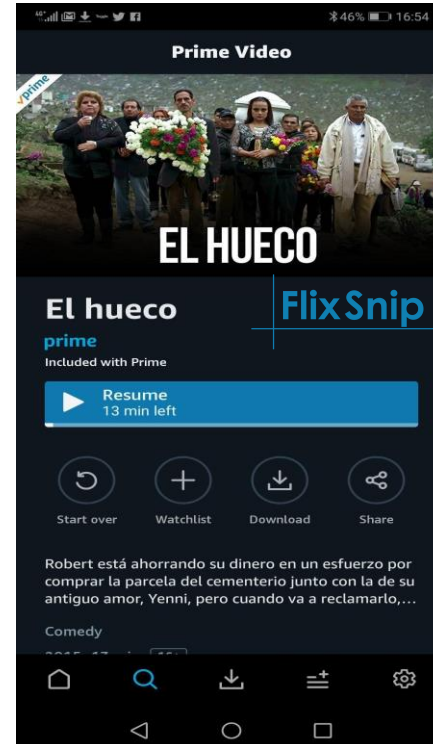 46% 16:54
Prime Video
prime
EL HUECO
El hueco
FlixSnip
prime
Included with Prime
Resume
13 min left
Start over Watchlist Download Share
Robert está ahorrando su dinero en un esfuerzo por
comprar la parcela del cementerio junto con la de su
antiguo amor, Yenni, pero cuando va a reclamarlo,...
Comedy